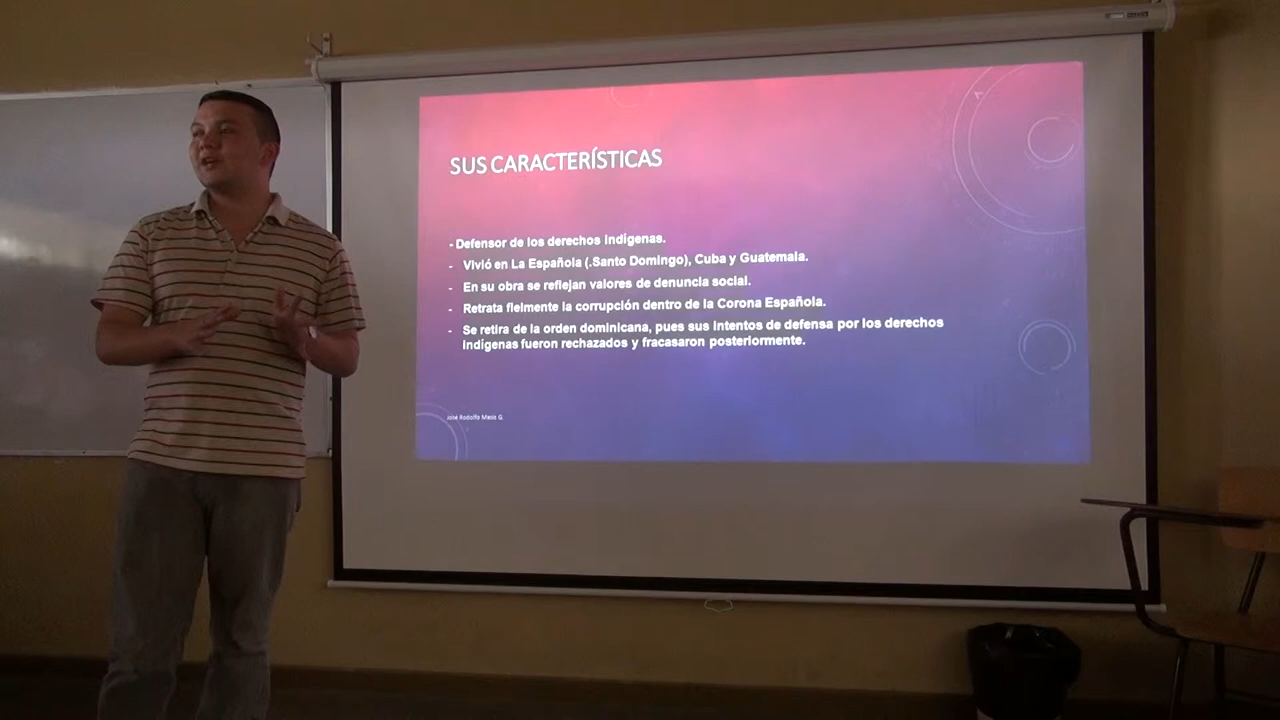 SUS CARACTERÍSTICAS
- Defensor de los derechos Indígenas.
- Vivió en La Española (.Santo Domingo), Cuba y Guatemala.
- En su obra se reflejan valores de denuncia social.
- Retrata fielmente la corrupción dentro de la Corona Española.
- Se retira de la orden dominicana, pues sus intentos de defensa por los derechos
indígenas fueron rechazados y fracasaron posteriormente.
José Rodolfo G.